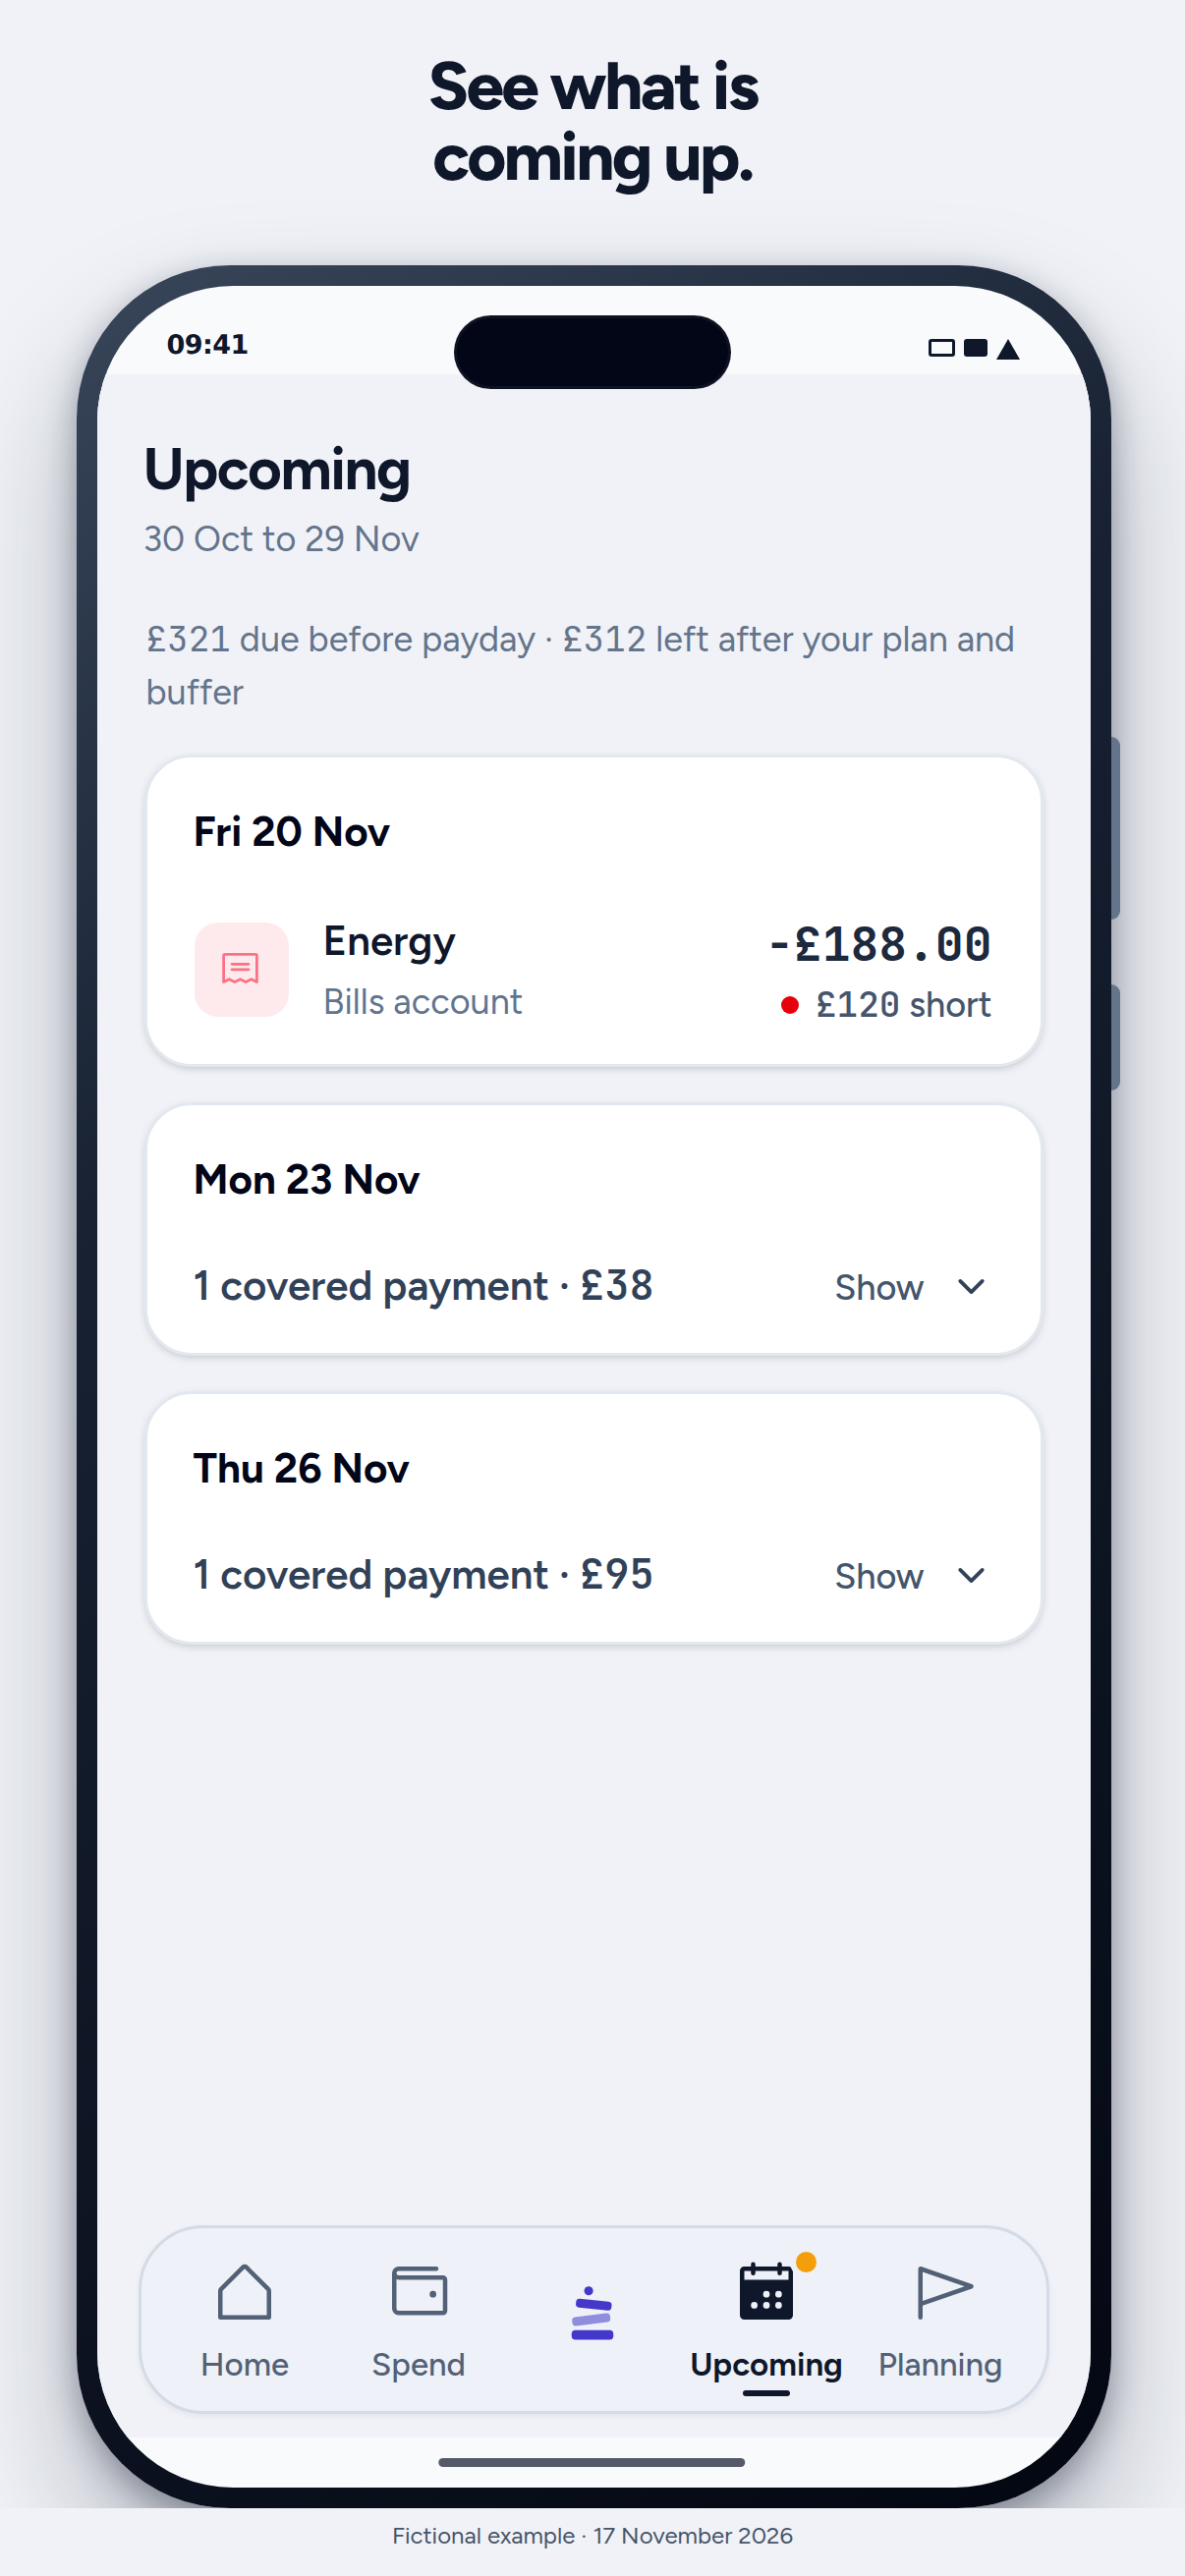 See what is
coming up.
09:41
Upcoming
30 Oct to 29 Nov
£321 due before payday · £312 left after your plan and
buffer
Fri 20 Nov
Energy
-£188.00
Bills account
£120 short
Mon 23 Nov
1 covered payment · £38
Show
Thu 26 Nov
1 covered payment · £95
Show
Home
Spend
Upcoming
Planning
Fictional example · 17 November 2026